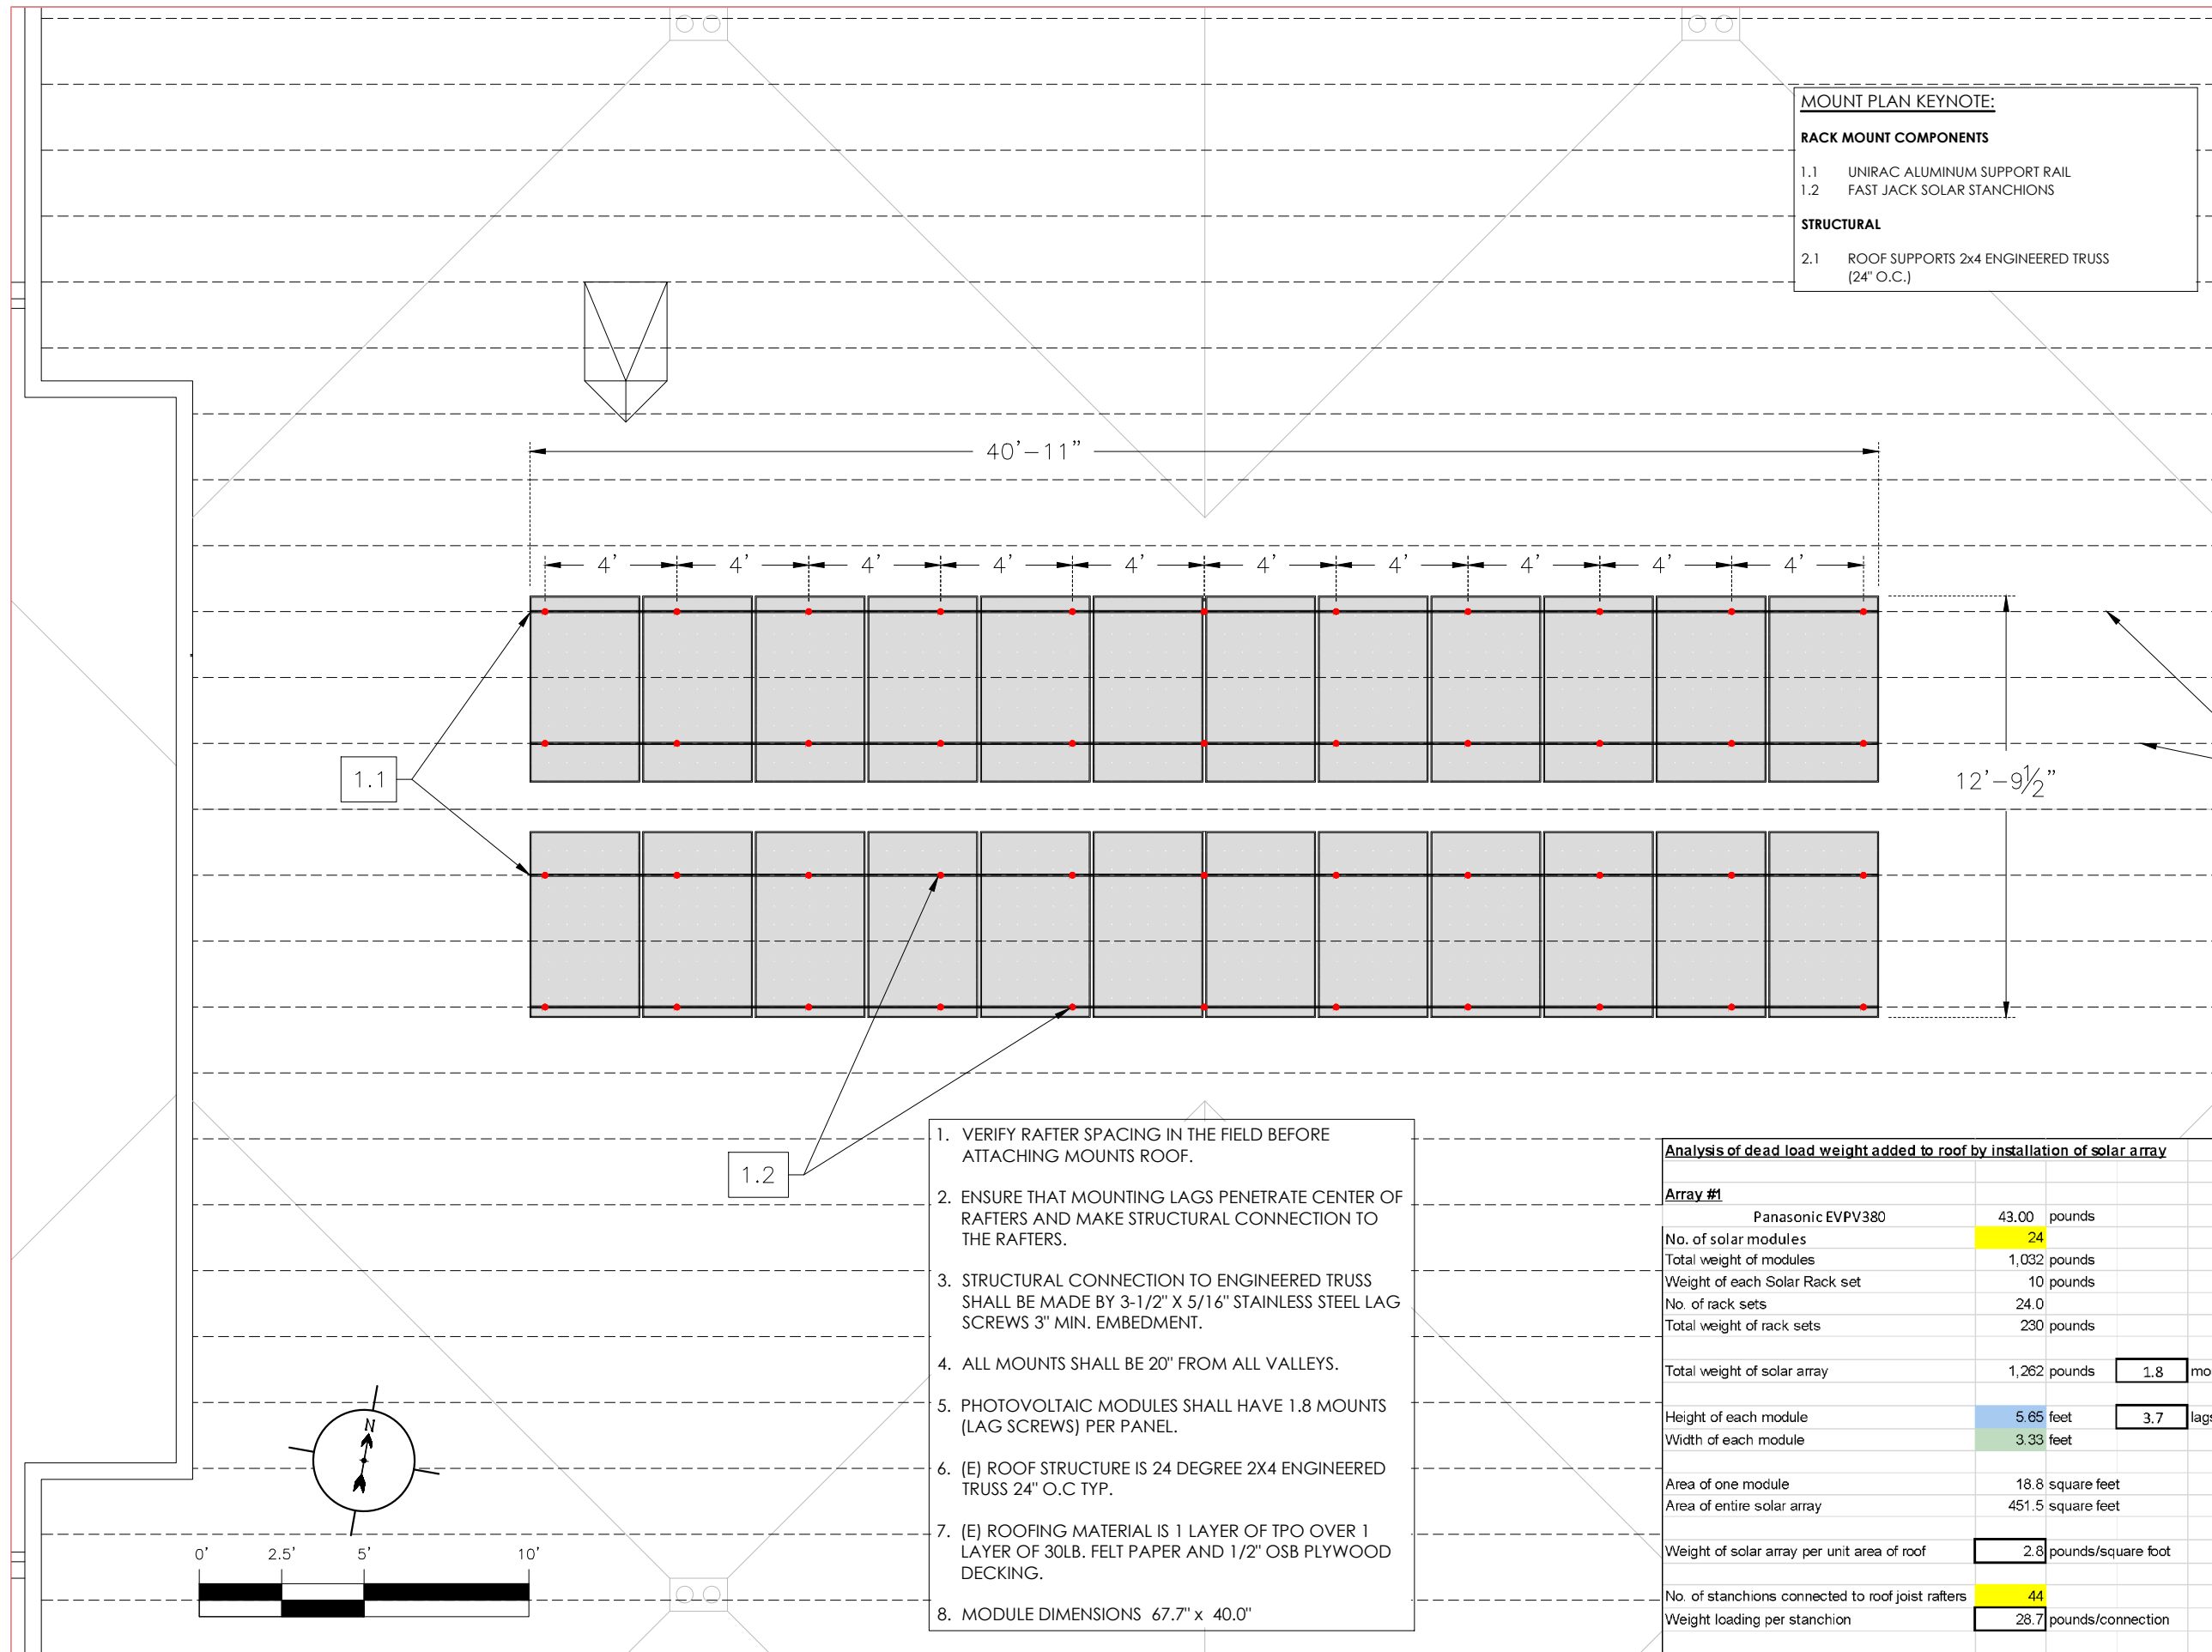 MOUNT PLAN KEYNOTE:
RACK MOUNT COMPONENTS
1.1 UNIRAC ALUMINUM SUPPORT RAIL
1.2 FAST JACK SOLAR STANCHIONS
STRUCTURAL
2.1 ROOF SUPPORTS 2x4 ENGINEERED TRUSS
(24" O.C.)
40'-11"
4' 4' 4' 4' 4' 4' 4' 4' 4' 4'
1.1
12'-9½"
1.2
1. VERIFY RAFTER SPACING IN THE FIELD BEFORE
ATTACHING MOUNTS ROOF.
2. ENSURE THAT MOUNTING LAGS PENETRATE CENTER OF
RAFTERS AND MAKE STRUCTURAL CONNECTION TO
THE RAFTERS.
3. STRUCTURAL CONNECTION TO ENGINEERED TRUSS
SHALL BE MADE BY 3-1/2" X 5/16" STAINLESS STEEL LAG
SCREWS 3" MIN. EMBEDMENT.
4. ALL MOUNTS SHALL BE 20" FROM ALL VALLEYS.
5. PHOTOVOLTAIC MODULES SHALL HAVE 1.8 MOUNTS
(LAG SCREWS) PER PANEL.
6. (E) ROOF STRUCTURE IS 24 DEGREE 2X4 ENGINEERED
TRUSS 24" O.C TYP.
7. (E) ROOFING MATERIAL IS 1 LAYER OF TPO OVER 1
LAYER OF 30LB. FELT PAPER AND 1/2" OSB PLYWOOD
DECKING.
8. MODULE DIMENSIONS 67.7" x 40.0"
Analysis of dead load weight added to roof by installation of solar array
Array #1
Panasonic EVPV380 43.00 pounds
No. of solar modules 24
Total weight of modules 1,032 pounds
Weight of each Solar Rack set 10 pounds
No. of rack sets 24.0
Total weight of rack sets 230 pounds
Total weight of solar array 1,262 pounds 1.8 mo
Height of each module 5.65 feet 3.7 lags
Width of each module 3.33 feet
Area of one module 18.8 square feet
Area of entire solar array 451.5 square feet
Weight of solar array per unit area of roof 2.8 pounds/square foot
No. of stanchions connected to roof joist rafters 44
Weight loading per stanchion 28.7 pounds/connection
N
0' 2.5' 5' 10'